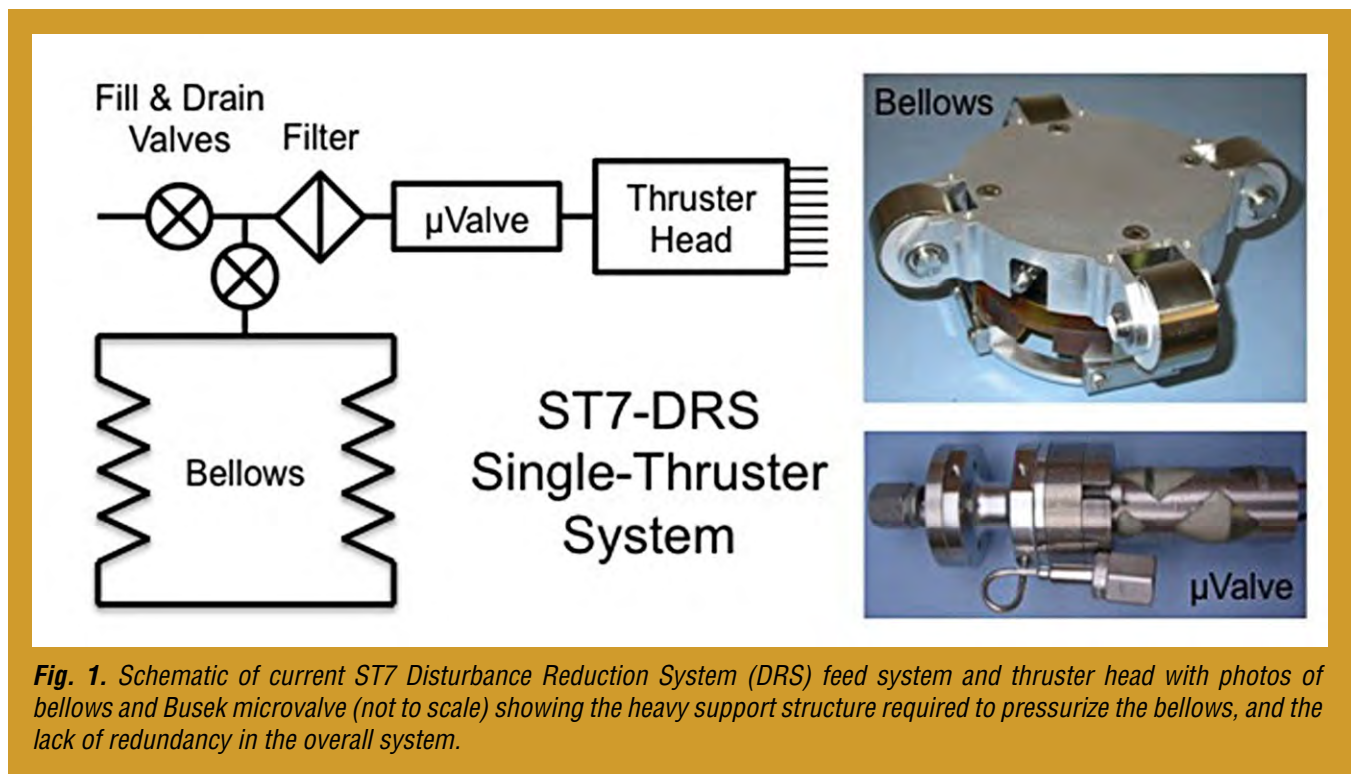 Fill & Drain
Valves
Filter
µValve
Thruster
Head
Bellows
ST7-DRS
Single-Thruster
System
Bellows
µValve
Fig. 1. Schematic of current ST7 Disturbance Reduction System (DRS) feed system and thruster head with photos of
bellows and Busek microvalve (not to scale) showing the heavy support structure required to pressurize the bellows, and the
lack of redundancy in the overall system.